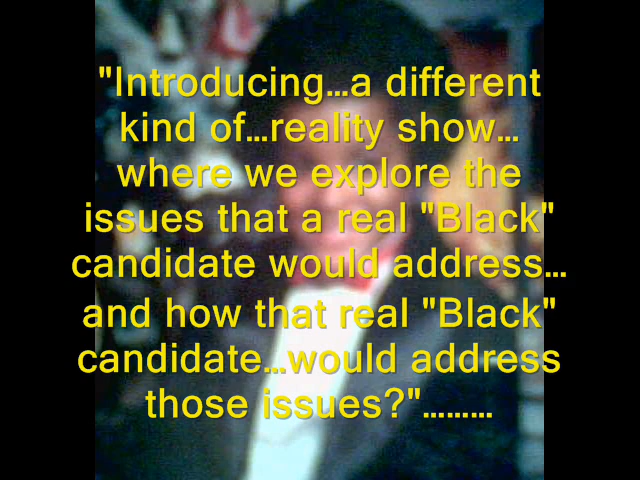 "Introducing...a different
kind of...reality show...
where we explore the
issues that a real "Black"
candidate would address...
and how that real "Black"
candidate...would address
those issues?".........